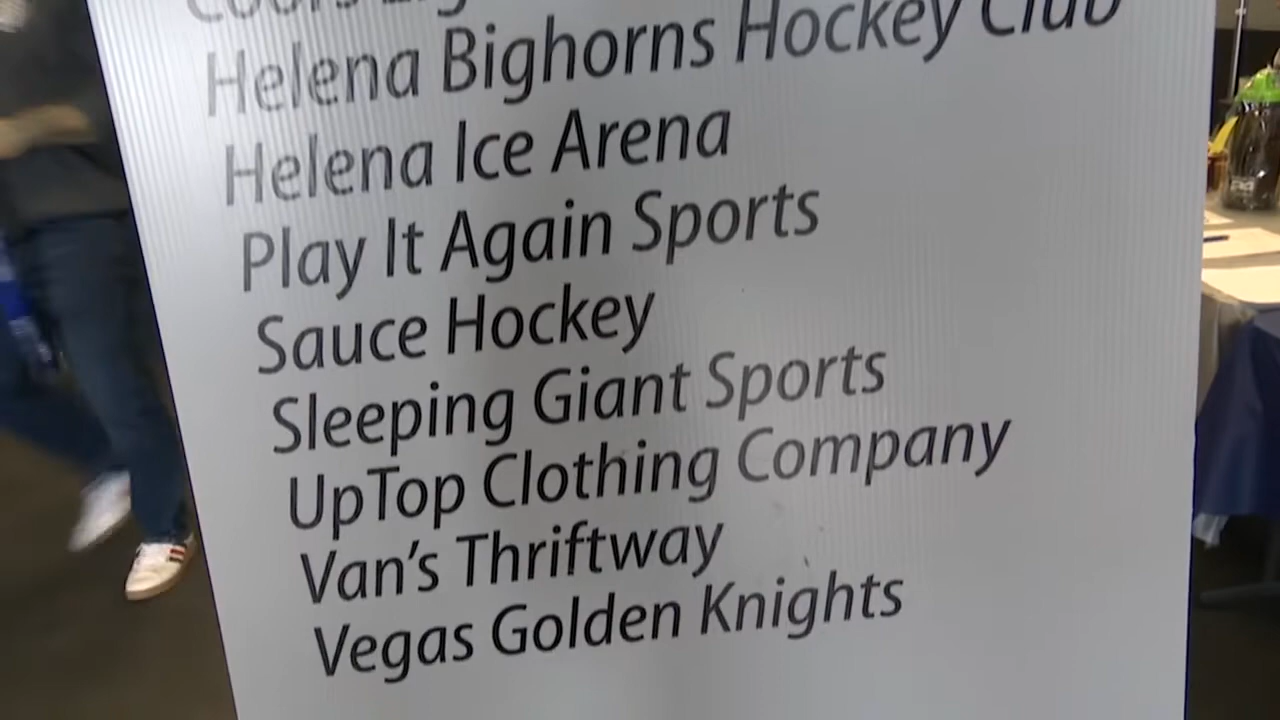 Coors
Helena Bighorns Hockey Club
Helena Ice Arena
Play It Again Sports
Sauce Hockey
Sleeping Giant Sports
UpTop Clothing Company
Van's Thriftway
Vegas Golden Knights